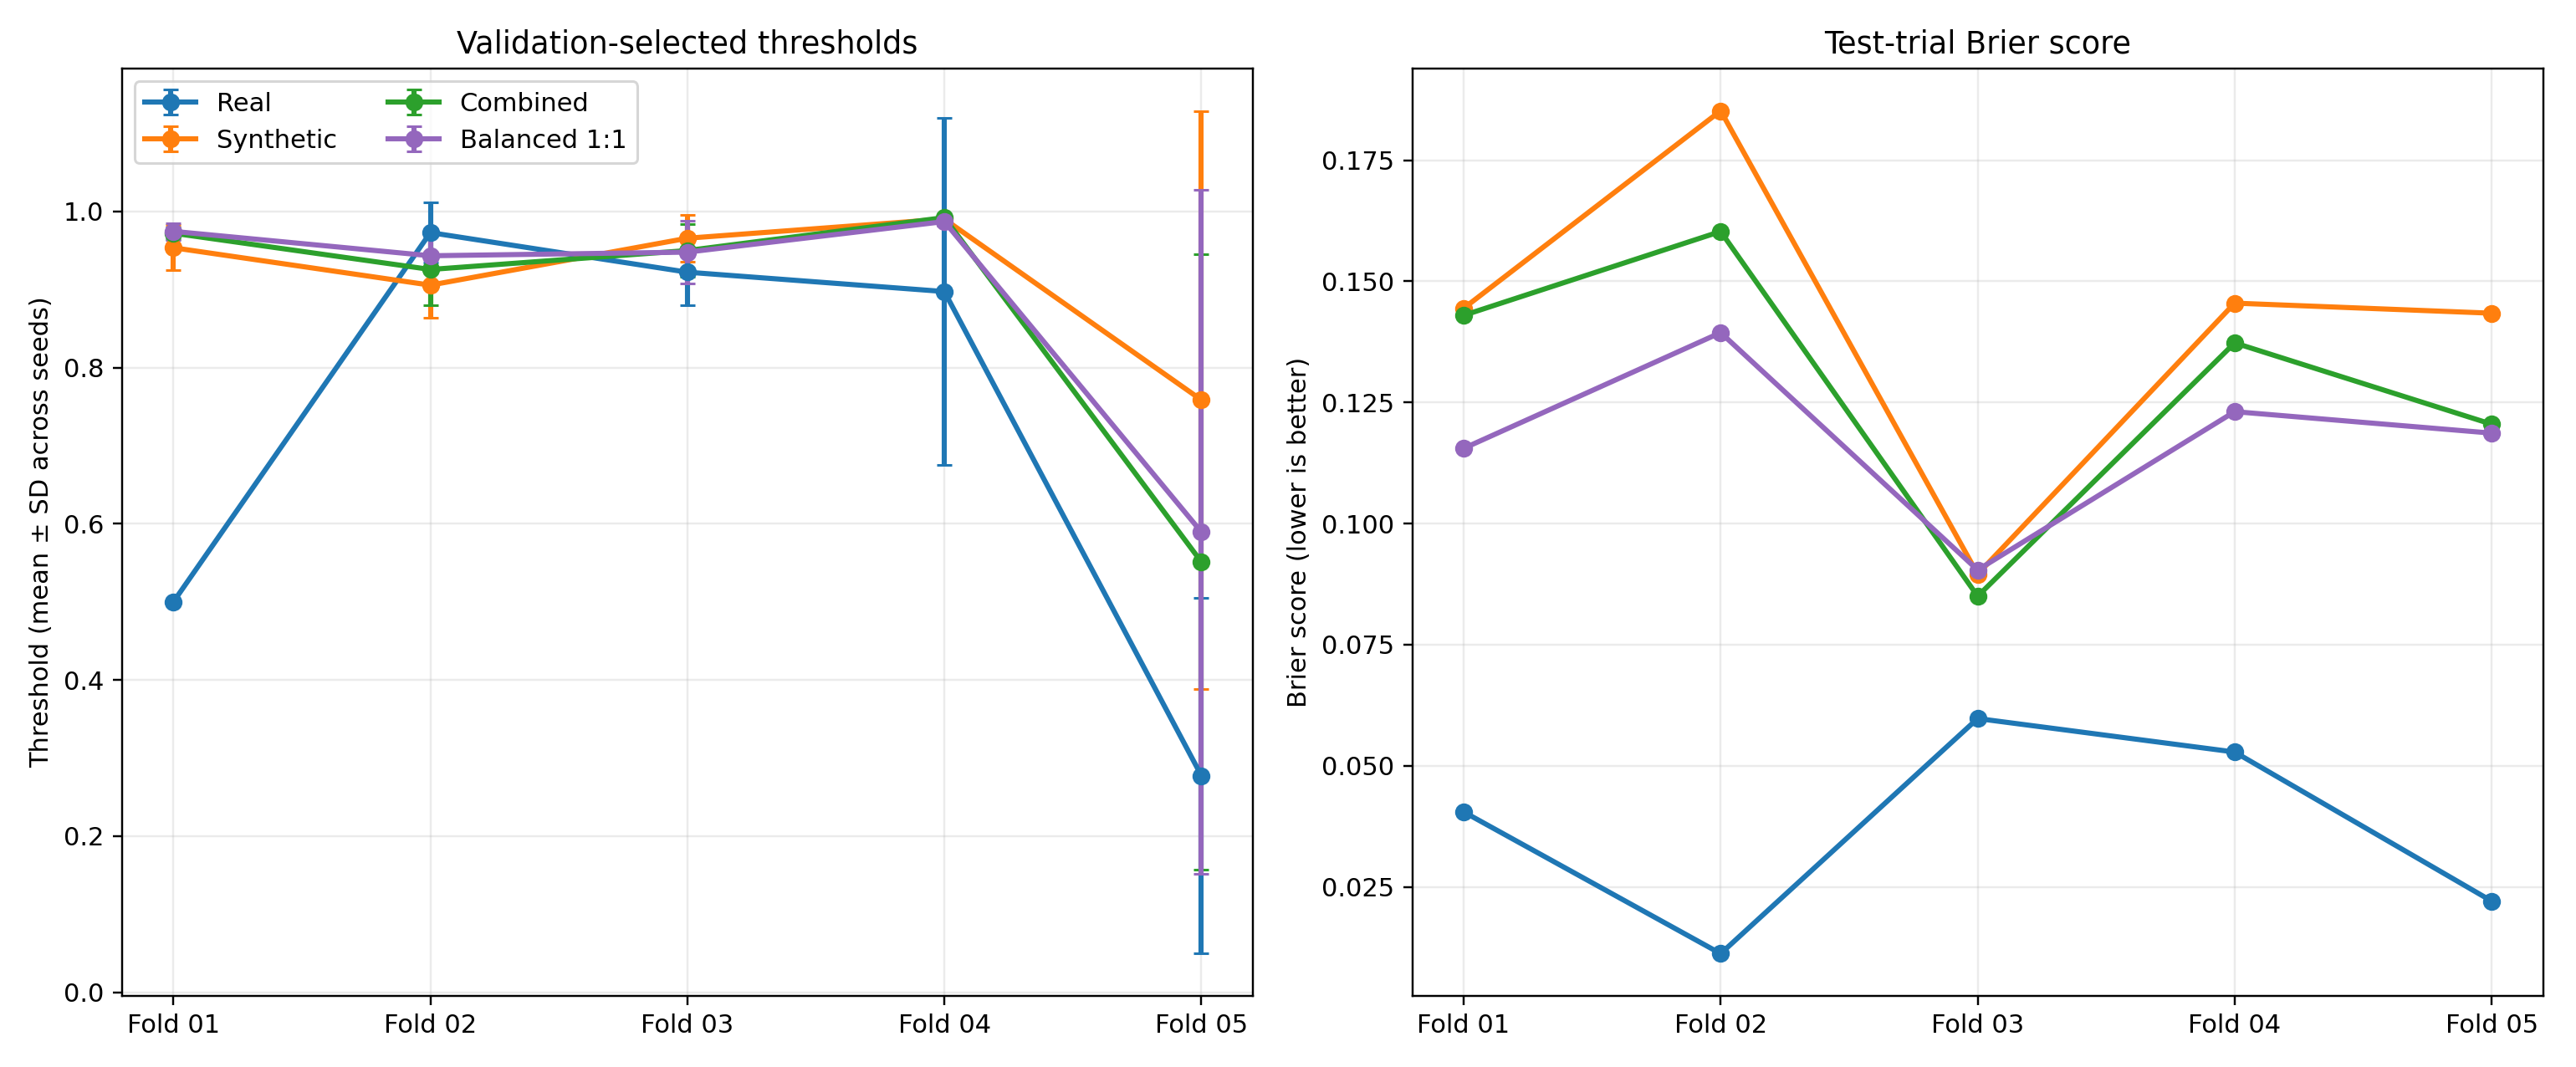 Validation-selected thresholds
Real
Synthetic
Combined
Balanced 1:1
Threshold (mean ± SD across seeds)
1.0
0.8
0.6
0.4
0.2
0.0
Fold 01
Fold 02
Fold 03
Fold 04
Fold 05
Test-trial Brier score
Brier score (lower is better)
0.175
0.150
0.125
0.100
0.075
0.050
0.025
Fold 01
Fold 02
Fold 03
Fold 04
Fold 05